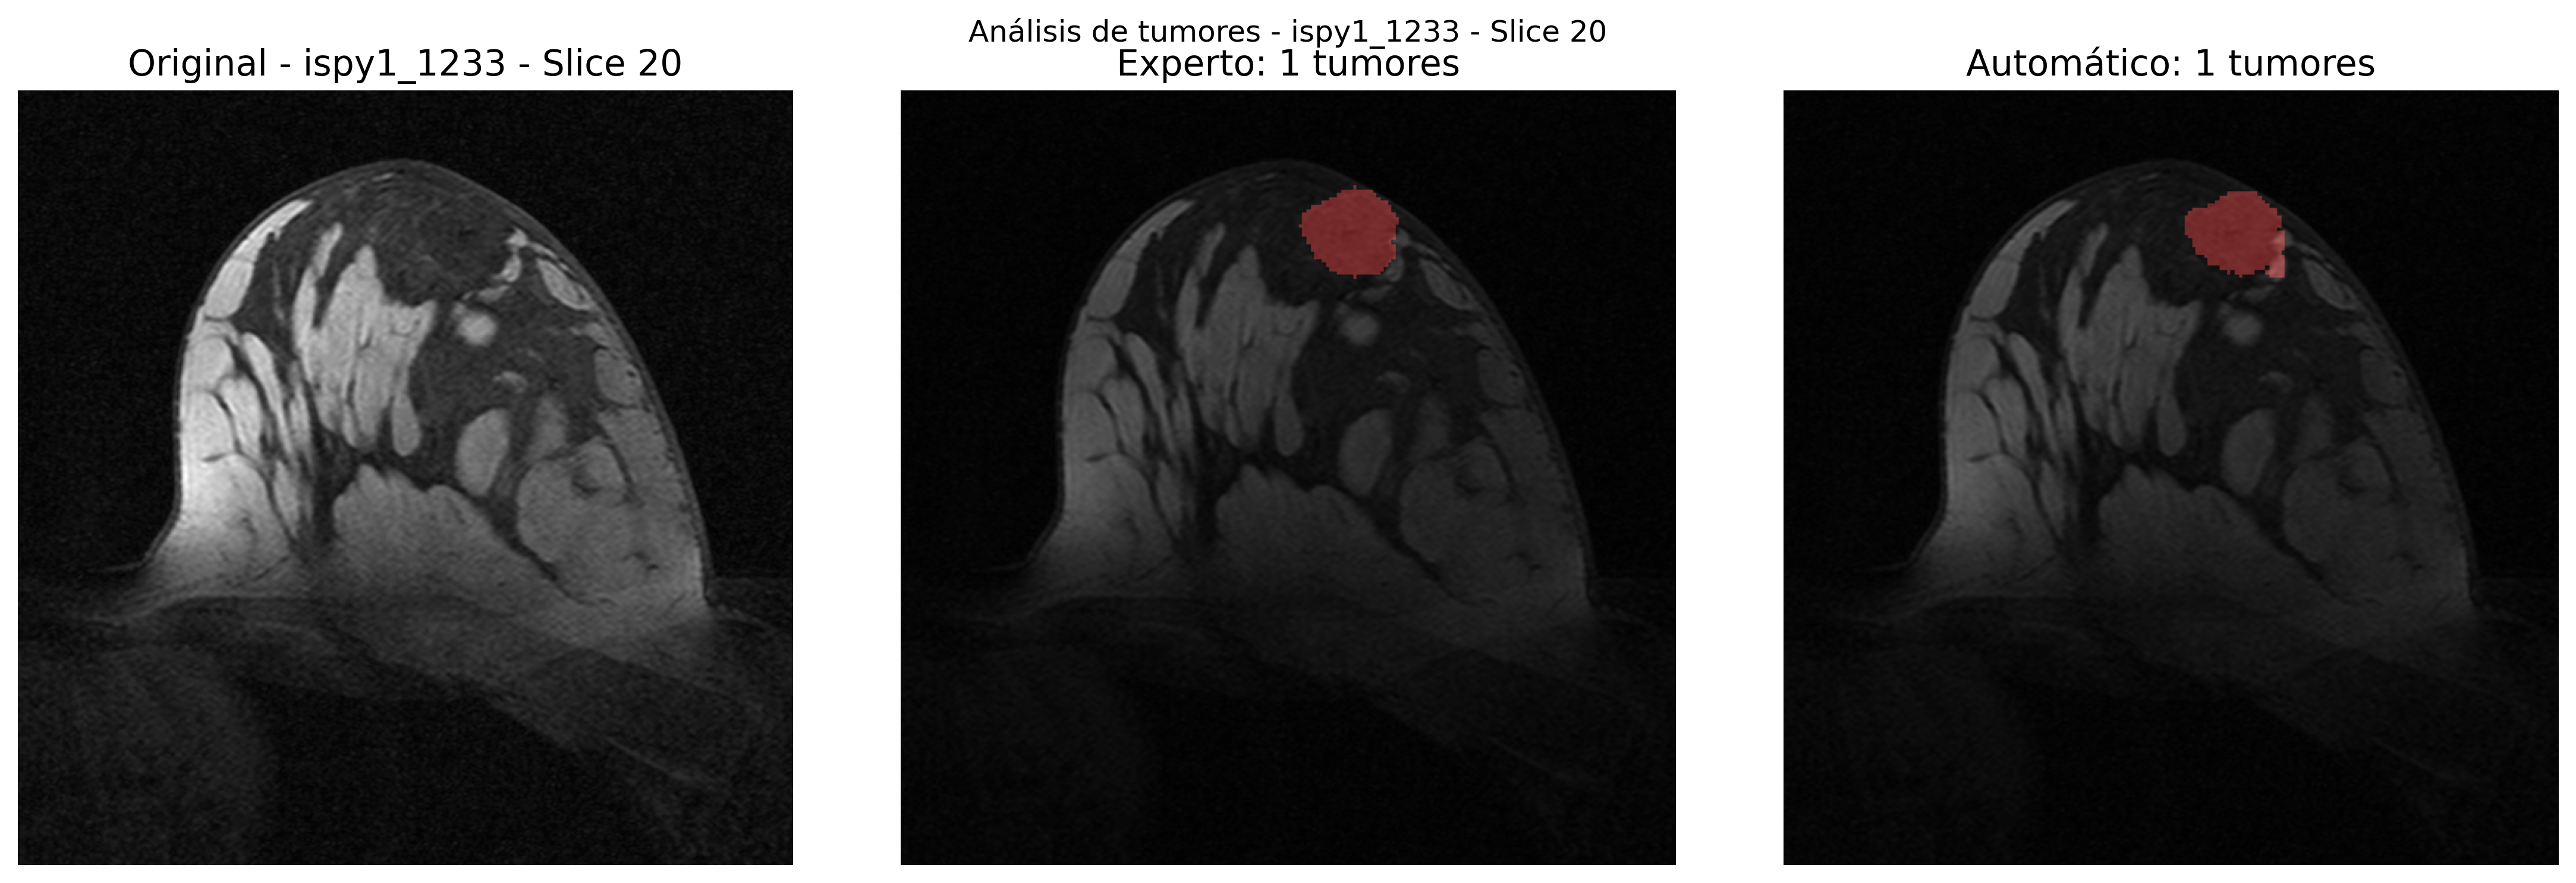 Análisis de tumores - ispy1_1233 - Slice 20
Original - ispy1_1233 - Slice 20
Experto: 1 tumores
Automático: 1 tumores